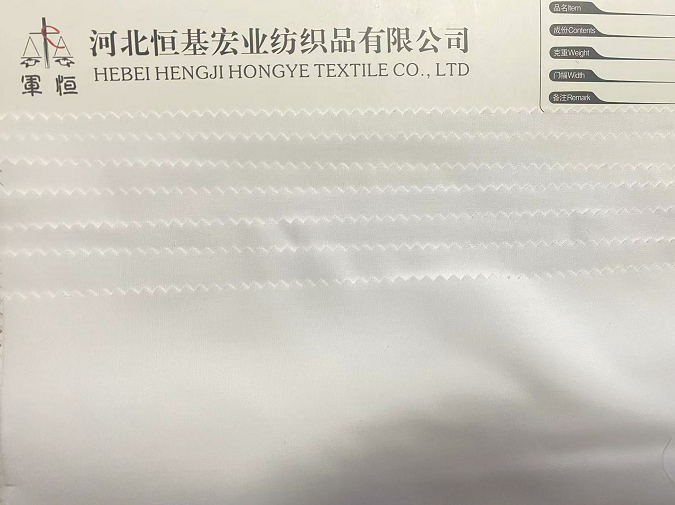 河北恒基宏业纺织品有限公司
HEBEI HENGJI HONGYE TEXTILE CO., LTD
軍恒
品名Item
成份Contents
克重Weight
门幅Width
备注Remark